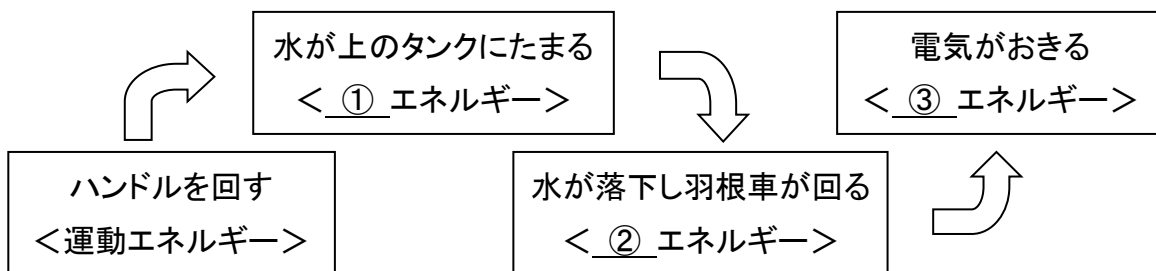 水が上のタンクにたまる
< ① エネルギー>
電気がおきる
< ③ エネルギー>
ハンドルを回す
<運動エネルギー>
水が落下し羽根車が回る
< ② エネルギー>